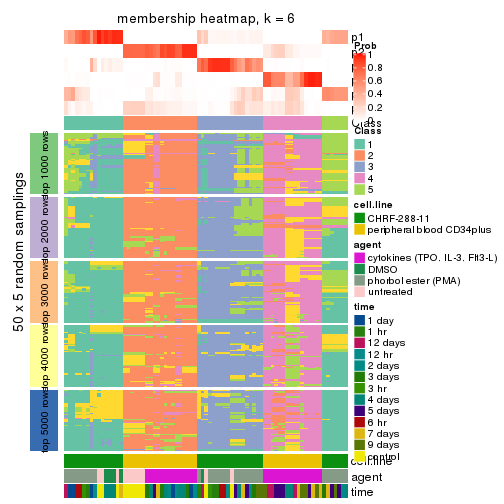 membership heatmap, k = 6
p1
Prob
1
0.8
0.6
0.4
0.2
0
Class
Class
1
2
3
4
5
cell.line
CHRF-288-11
peripheral blood CD34plus
agent
cytokines (TPO, IL-3, Flt3-L)
DMSO
phorbol ester (PMA)
untreated
time
1 day
1 hr
12 days
12 hr
2 days
3 days
3 hr
4 days
5 days
6 hr
7 days
9 days
control
50 x 5 random samplings
top 1000 rows
top 2000 rows
top 3000 rows
top 4000 rows
top 5000 rows
cell.line
agent
time